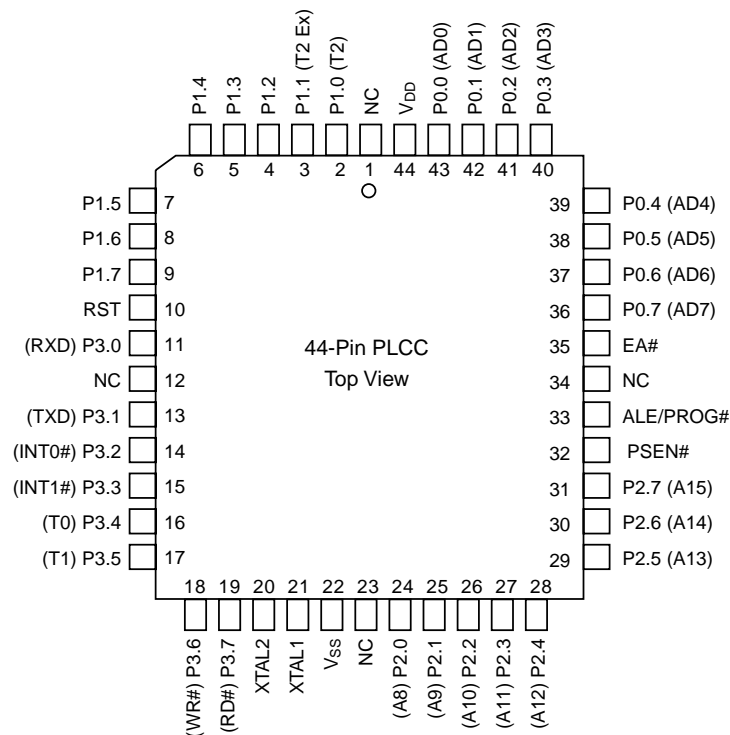 P1.4
P1.3
P1.2
P1.1 (T2 Ex)
P1.0 (T2)
NC
VDD
P0.0 (AD0)
P0.1 (AD1)
P0.2 (AD2)
P0.3 (AD3)
6 5 4 3 2 1 44 43 42 41 40
P1.5 7
P1.6 8
P1.7 9
RST 10
(RXD) P3.0 11
NC 12
(TXD) P3.1 13
(INT0#) P3.2 14
(INT1#) P3.3 15
(T0) P3.4 16
(T1) P3.5 17
44-Pin PLCC
Top View
39 P0.4 (AD4)
38 P0.5 (AD5)
37 P0.6 (AD6)
36 P0.7 (AD7)
35 EA#
34 NC
33 ALE/PROG#
32 PSEN#
31 P2.7 (A15)
30 P2.6 (A14)
29 P2.5 (A13)
18 19 20 21 22 23 24 25 26 27 28
(WR#) P3.6
(RD#) P3.7
XTAL2
XTAL1
VSS
NC
(A8) P2.0
(A9) P2.1
(A10) P2.2
(A11) P2.3
(A12) P2.4